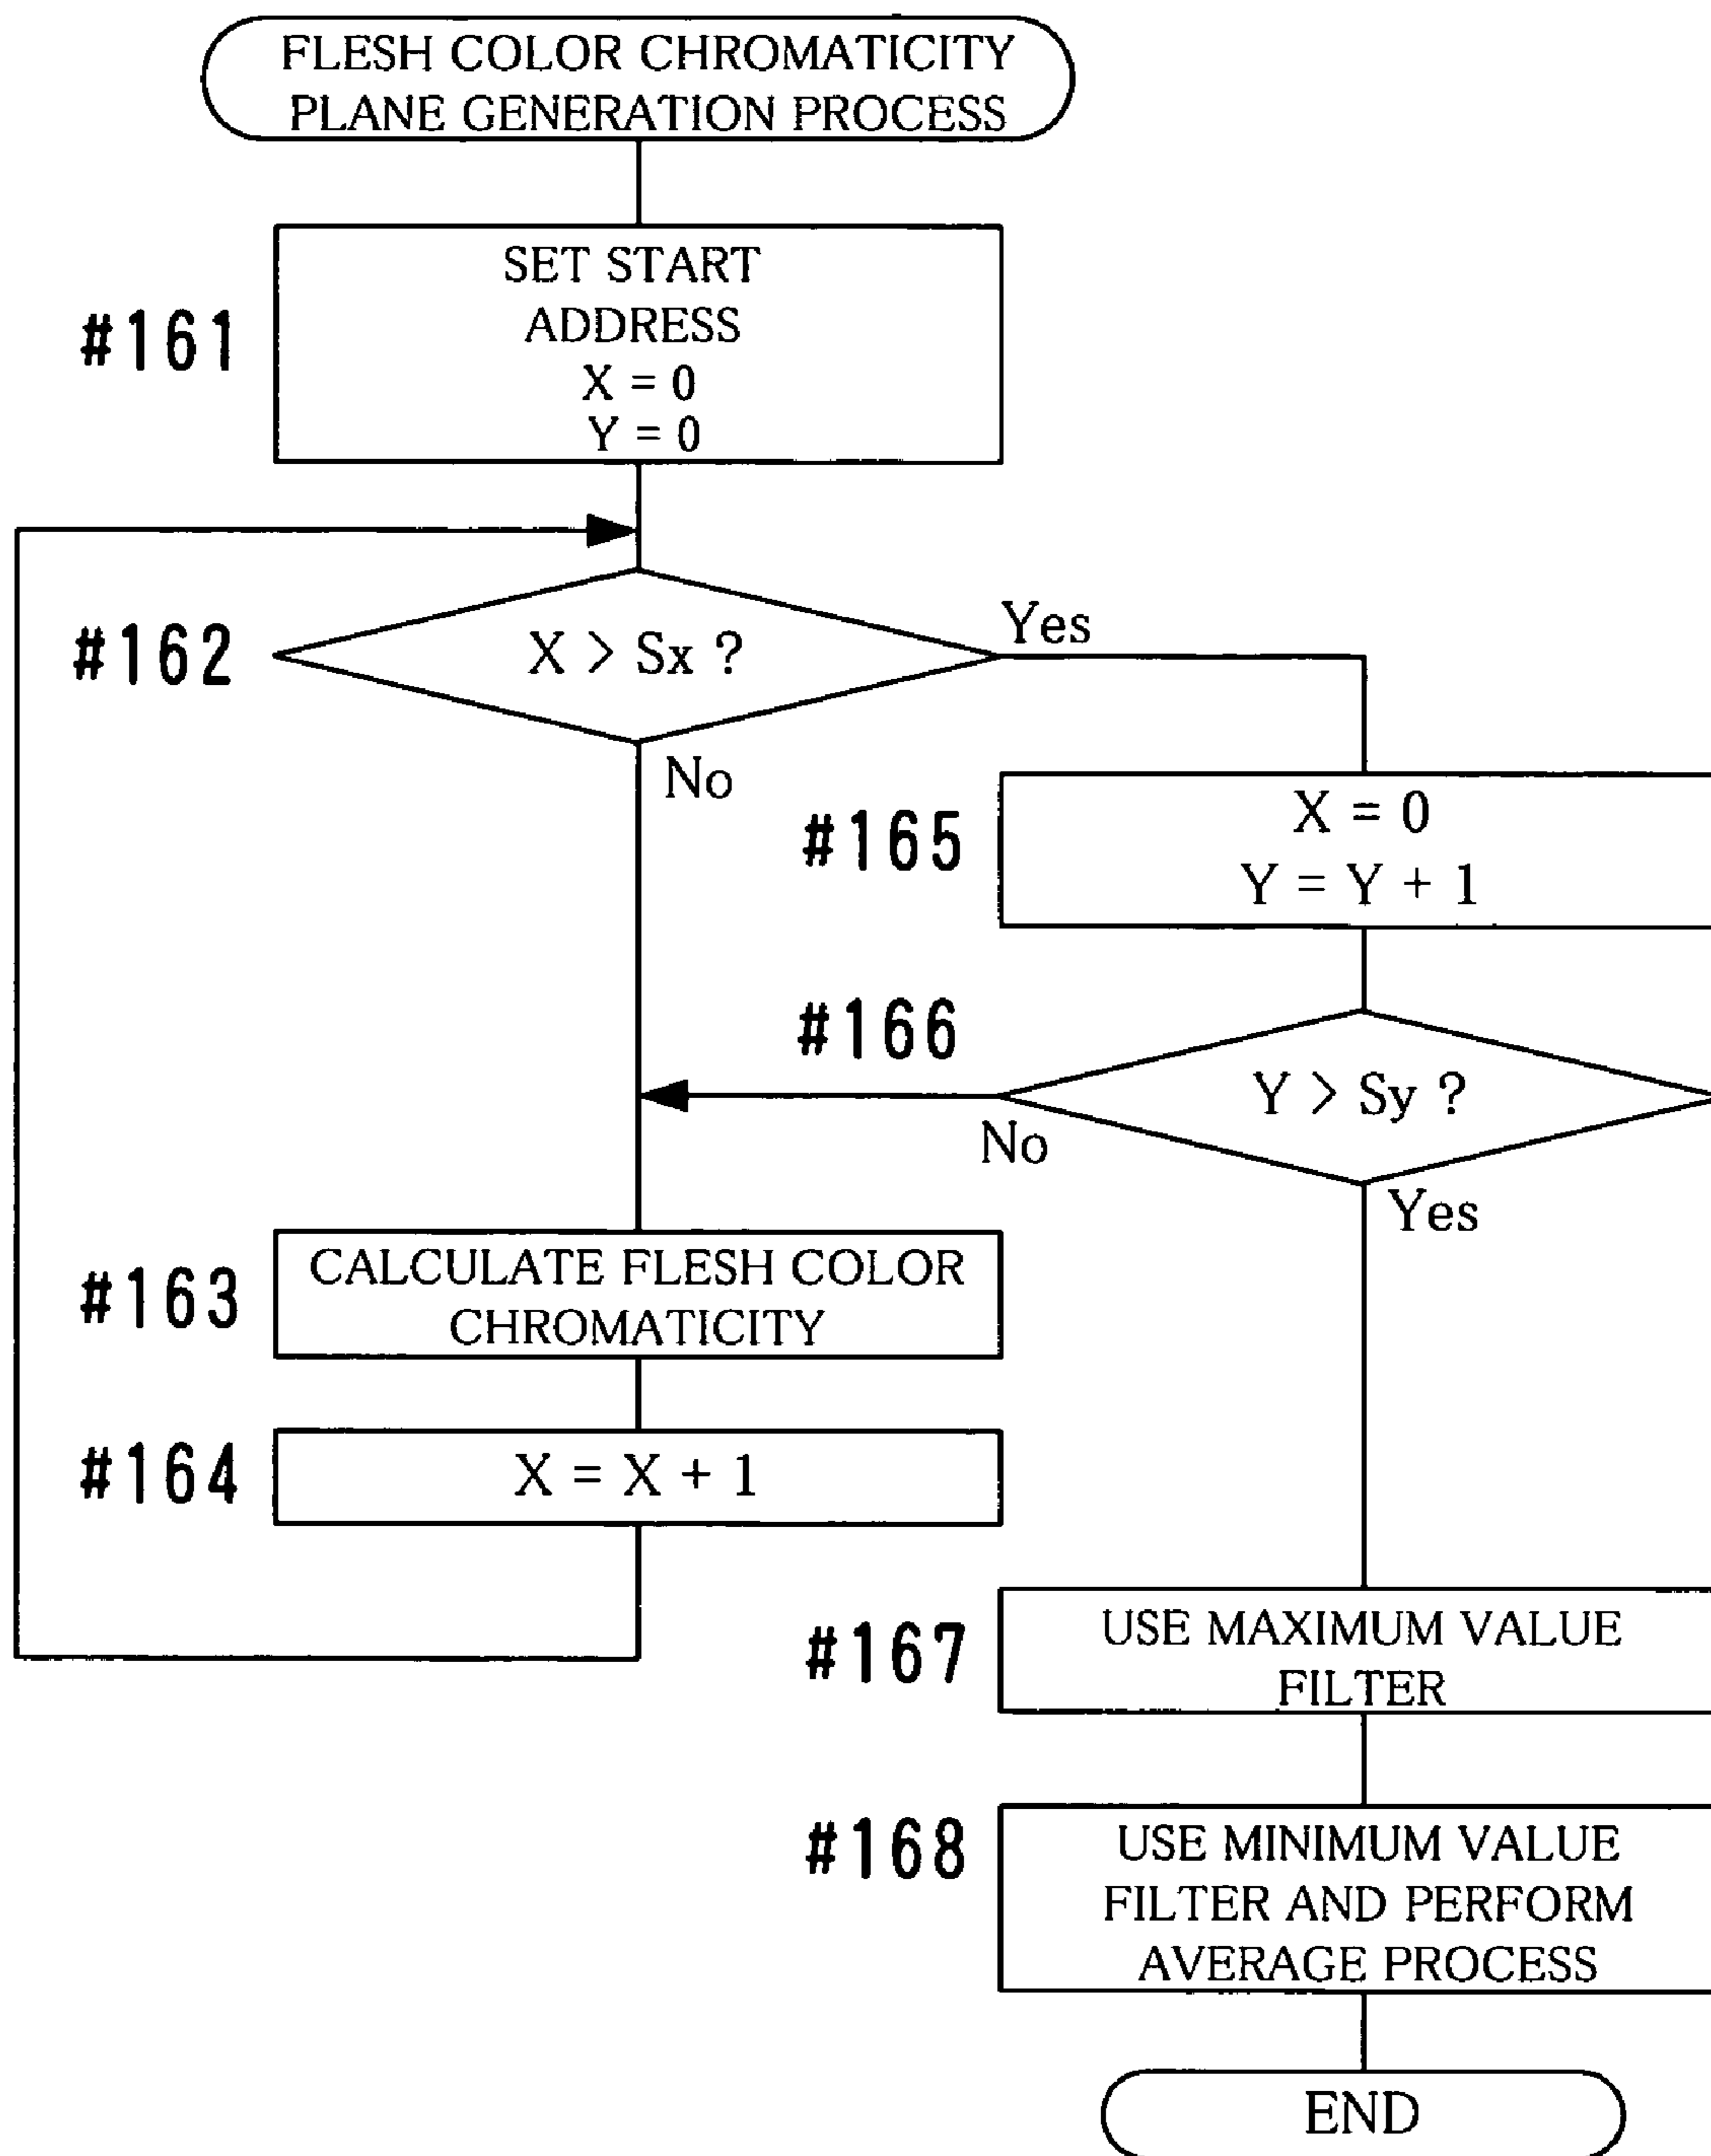 FLESH COLOR CHROMATICITY
PLANE GENERATION PROCESS
#161
SET START
ADDRESS
X = 0
Y = 0
#162
X > Sx ?
Yes
No
#165
X = 0
Y = Y + 1
#166
Y > Sy ?
No
Yes
#163
CALCULATE FLESH COLOR
CHROMATICITY
#164
X = X + 1
#167
USE MAXIMUM VALUE
FILTER
#168
USE MINIMUM VALUE
FILTER AND PERFORM
AVERAGE PROCESS
END